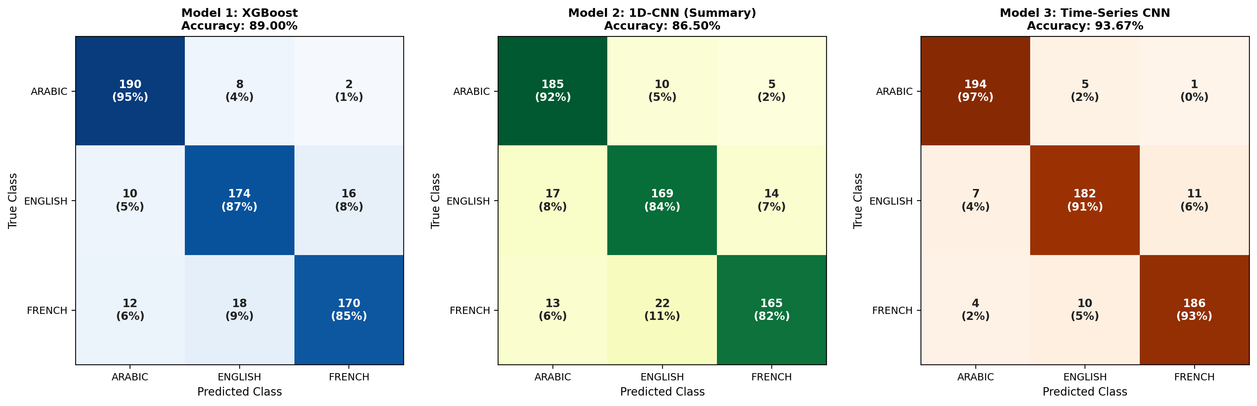 Model 1: XGBoost
Accuracy: 89.00%
True Class
ARABIC
190
(95%)
8
(4%)
2
(1%)
ENGLISH
10
(5%)
174
(87%)
16
(8%)
FRENCH
12
(6%)
18
(9%)
170
(85%)
ARABIC
ENGLISH
FRENCH
Predicted Class
Model 2: 1D-CNN (Summary)
Accuracy: 86.50%
True Class
ARABIC
185
(92%)
10
(5%)
5
(2%)
ENGLISH
17
(8%)
169
(84%)
14
(7%)
FRENCH
13
(6%)
22
(11%)
165
(82%)
ARABIC
ENGLISH
FRENCH
Predicted Class
Model 3: Time-Series CNN
Accuracy: 93.67%
True Class
ARABIC
194
(97%)
5
(2%)
1
(0%)
ENGLISH
7
(4%)
182
(91%)
11
(6%)
FRENCH
4
(2%)
10
(5%)
186
(93%)
ARABIC
ENGLISH
FRENCH
Predicted Class